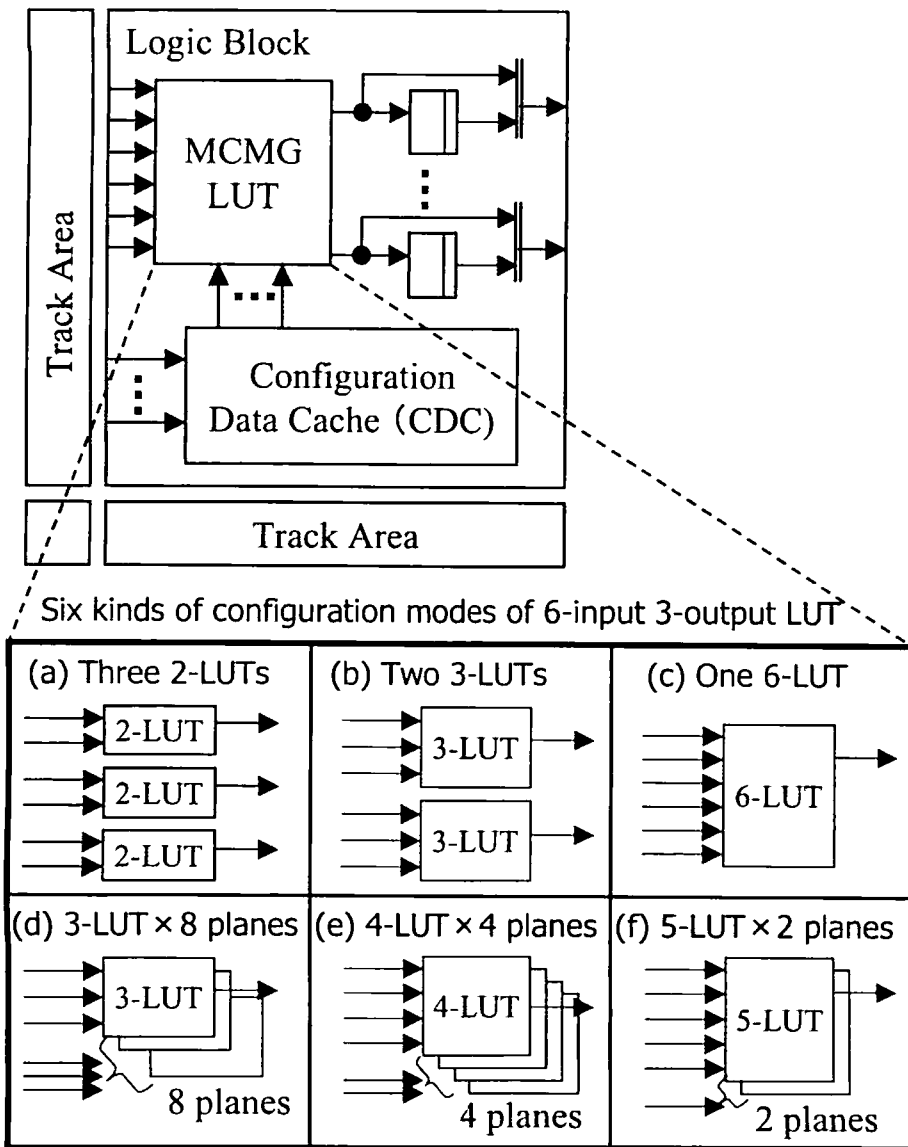 Logic Block
MCMG
LUT
Track Area
Configuration
Data Cache (CDC)
Track Area
Six kinds of configuration modes of 6-input 3-output LUT
(a) Three 2-LUTs
2-LUT
2-LUT
2-LUT
(b) Two 3-LUTs
3-LUT
3-LUT
(c) One 6-LUT
6-LUT
(d) 3-LUT × 8 planes
3-LUT
8 planes
(e) 4-LUT × 4 planes
4-LUT
4 planes
(f) 5-LUT × 2 planes
5-LUT
2 planes